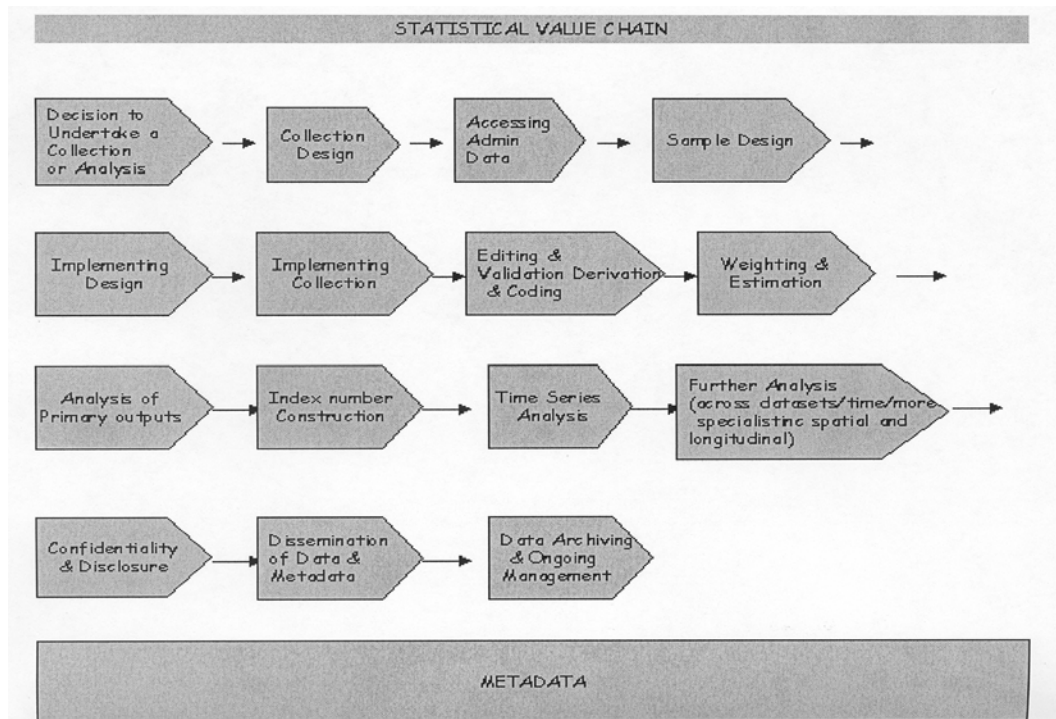 STATISTICAL VALUE CHAIN
Decision to
Undertake a
Collection
or Analysis
Collection
Design
Accessing
Admin
Data
Sample Design
Implementing
Design
Implementing
Collection
Editing &
Validation Derivation
& Coding
Weighting &
Estimation
Analysis of
Primary outputs
Index number
Construction
Time Series
Analysis
Further Analysis
(across datasets/time/more
specialistinc spatial and
longitudinal)
Confidentiality
& Disclosure
Dissemination
of Data &
Metadata
Data Archiving
& Ongoing
Management
METADATA